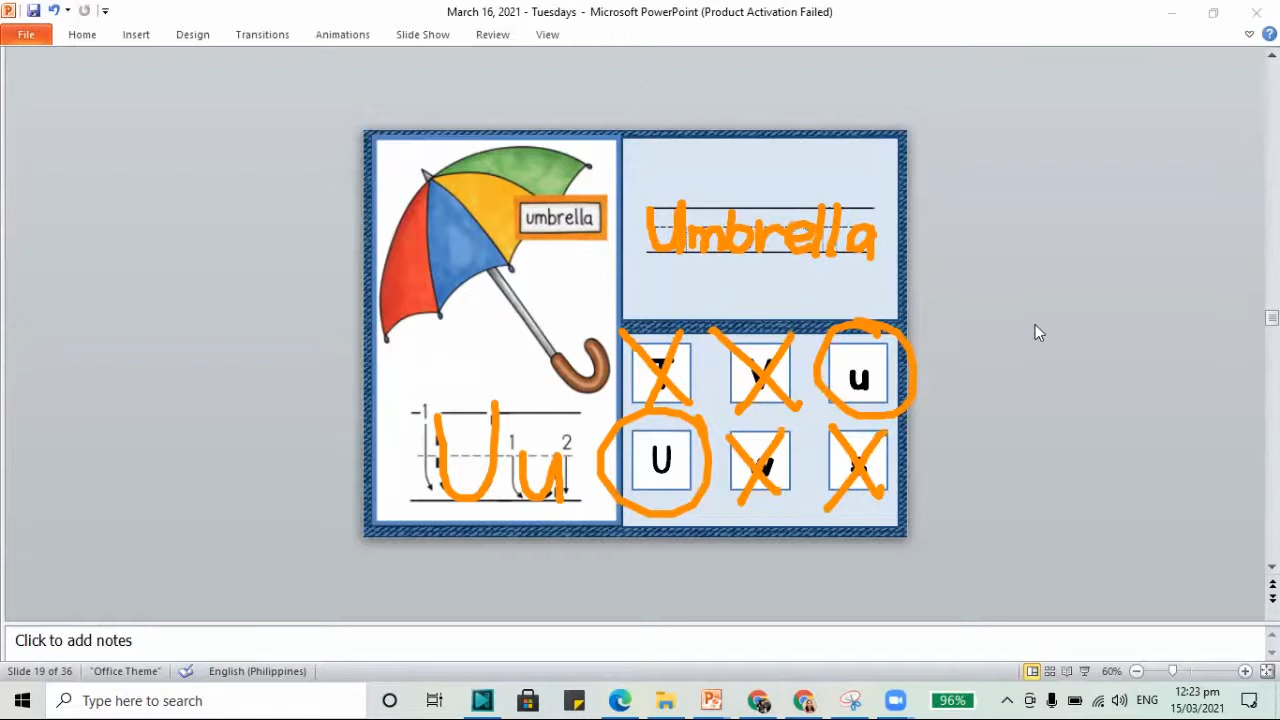 March 16, 2021 - Tuesdays - Microsoft PowerPoint (Product Activation Failed)
File Home Insert Design Transitions Animations Slide Show Review View
umbrella
Umbrella
u
U
1
1 2
U u
Click to add notes
Slide 19 of 36 "Office Theme" English (Philippines) 60%
Type here to search
96%
ENG
12:23 pm
15/03/2021